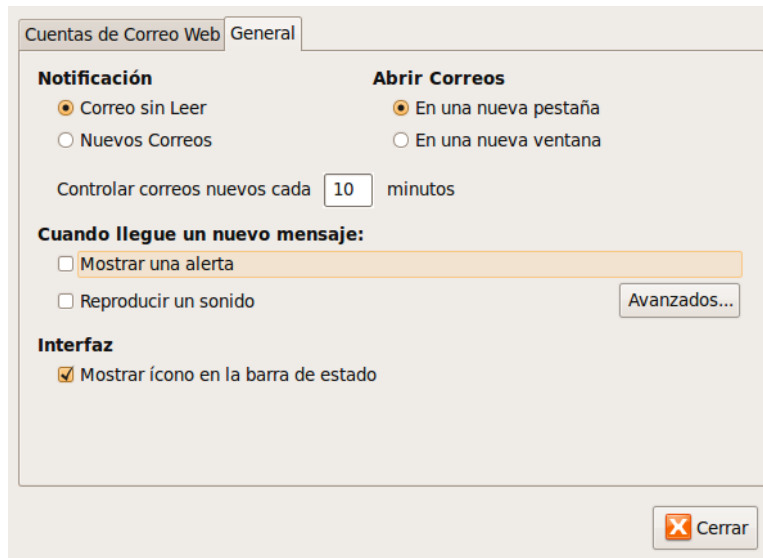 Cuentas de Correo Web General
Notificación Abrir Correos
Correo sin Leer En una nueva pestaña
Nuevos Correos En una nueva ventana
Controlar correos nuevos cada 10 minutos
Cuando llegue un nuevo mensaje:
Mostrar una alerta
Reproducir un sonido Avanzados...
Interfaz
Mostrar ícono en la barra de estado
Cerrar